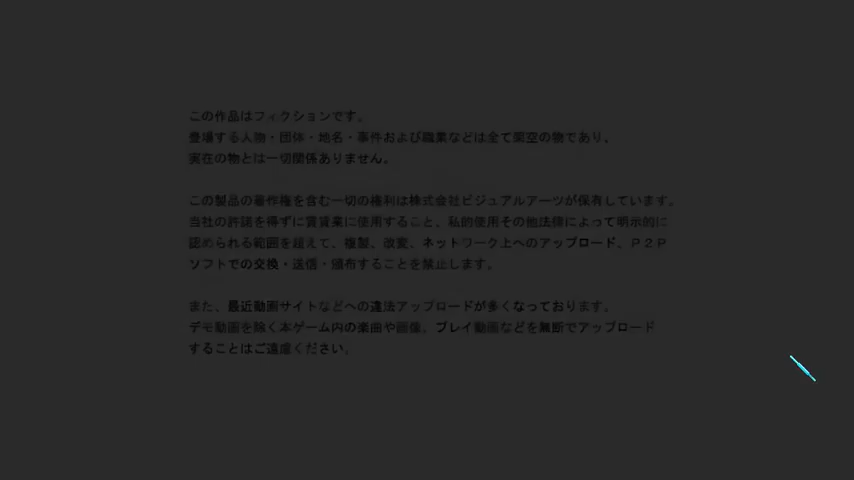 この作品はフィクションです。
登場する人物・団体・地名・事件および職業などは全て架空の物であり、
実在の物とは一切関係ありません。
この製品の著作権を含む一切の権利は株式会社ビジュアルアーツが保有しています。
当社の許諾を得ずに賃貸業に使用すること、私的使用その他法律によって明示的に
認められる範囲を超えて、複製、改変、ネットワーク上へのアップロード、Ｐ２Ｐ
ソフトでの交換・送信・頒布することを禁止します。
また、最近動画サイトなどへの違法アップロードが多くなっております。
デモ動画を除く本ゲーム内の楽曲や画像、プレイ動画などを無断でアップロード
することはご遠慮ください。